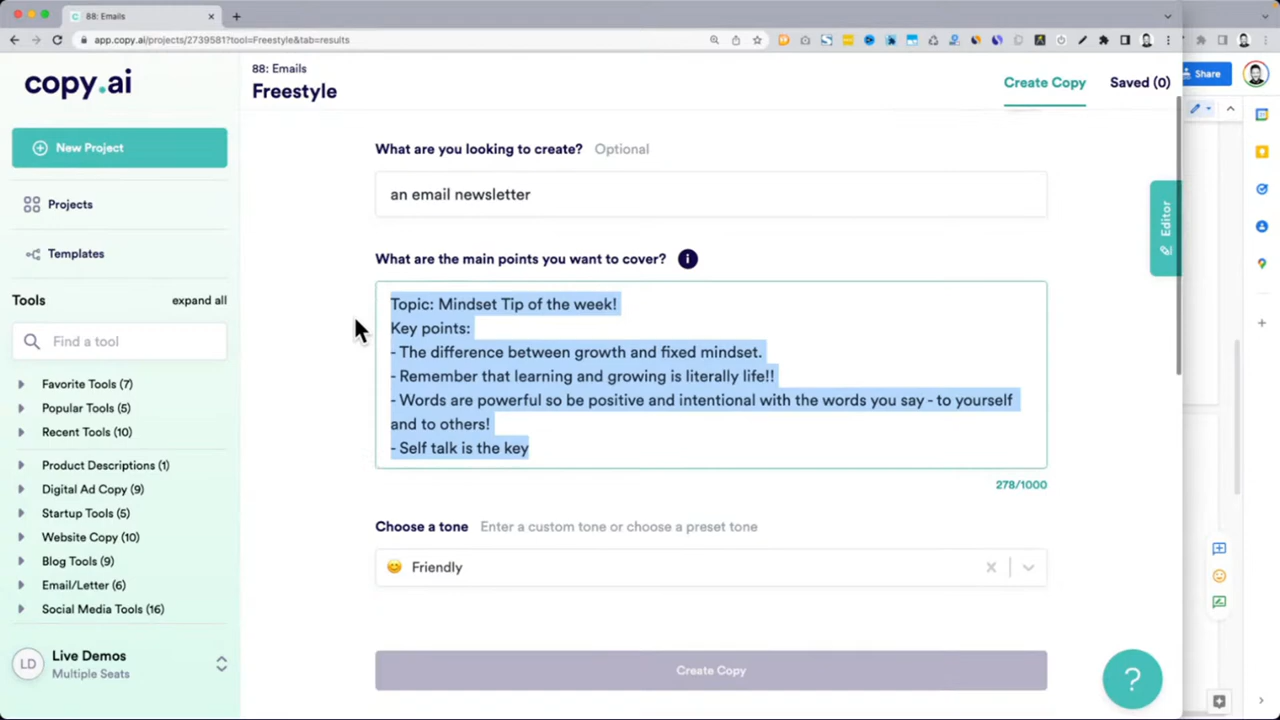 88: Emails
app.copy.ai/projects/2739581?tool=Freestyle&tab=results
copy.ai
88: Emails
Freestyle
Create Copy
Saved (0)
Share
New Project
Projects
Templates
Tools
expand all
Find a tool
Favorite Tools (7)
Popular Tools (5)
Recent Tools (10)
Product Descriptions (1)
Digital Ad Copy (9)
Startup Tools (5)
Website Copy (10)
Blog Tools (9)
Email/Letter (6)
Social Media Tools (16)
LD
Live Demos
Multiple Seats
What are you looking to create? Optional
an email newsletter
What are the main points you want to cover? i
Topic: Mindset Tip of the week!
Key points:
- The difference between growth and fixed mindset.
- Remember that learning and growing is literally life!!
- Words are powerful so be positive and intentional with the words you say - to yourself
and to others!
- Self talk is the key
278/1000
Choose a tone Enter a custom tone or choose a preset tone
😊 Friendly
Create Copy
Editor
?